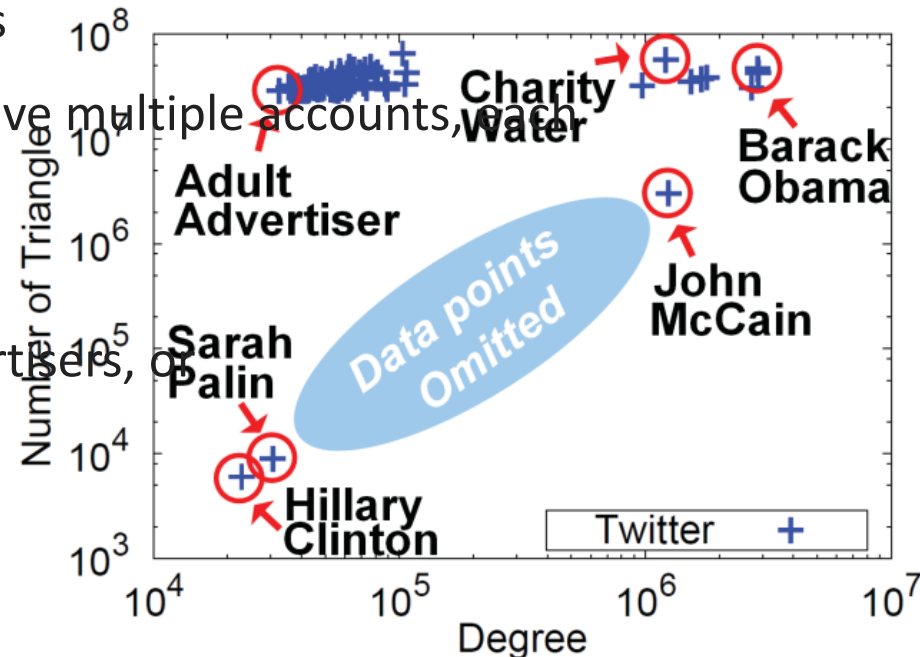 s
ve multiple accounts, each
rtisers, or
10^8
10^7
10^6
10^5
10^4
10^3
Number of Triangle
Charity
Water
Barack
Obama
Adult
Advertiser
John
McCain
Data points
Omitted
Sarah
Palin
Hillary
Clinton
Twitter
10^4
10^5
10^6
10^7
Degree